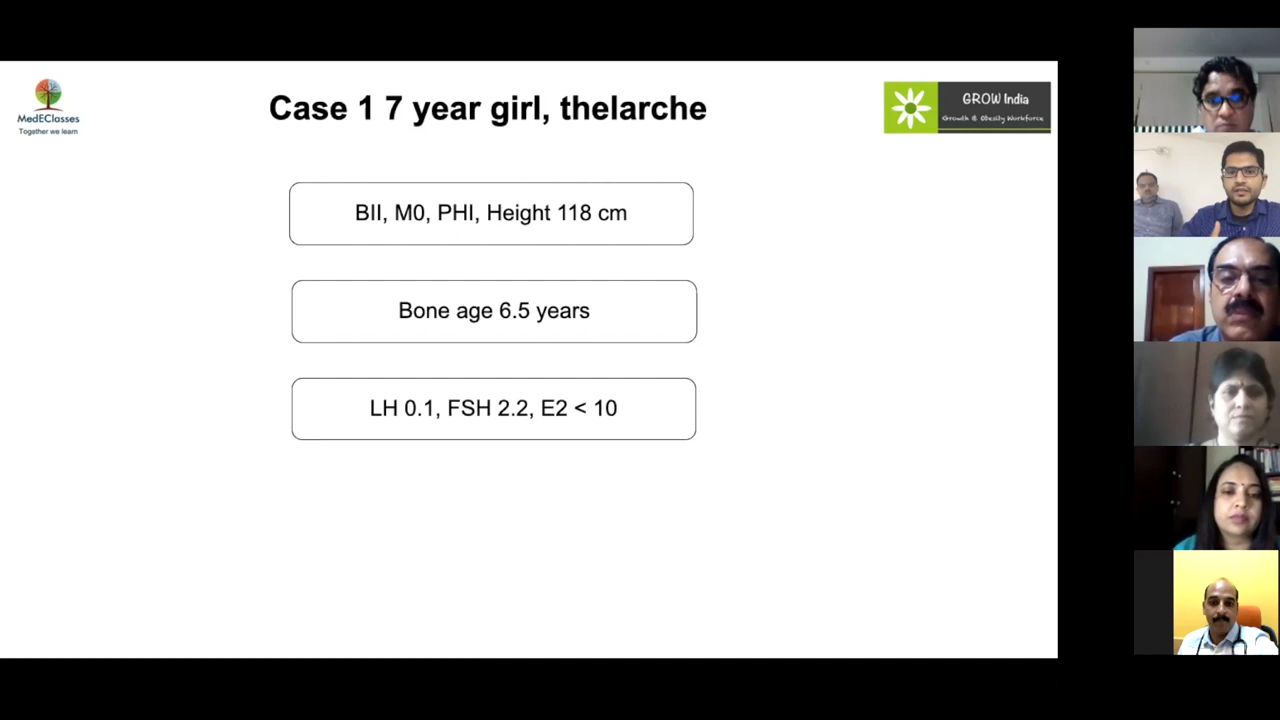 MedEClasses
Together we learn
Case 1 7 year girl, thelarche
GROW India
Growth & Obesity Workforce
BII, M0, PHI, Height 118 cm
Bone age 6.5 years
LH 0.1, FSH 2.2, E2 < 10